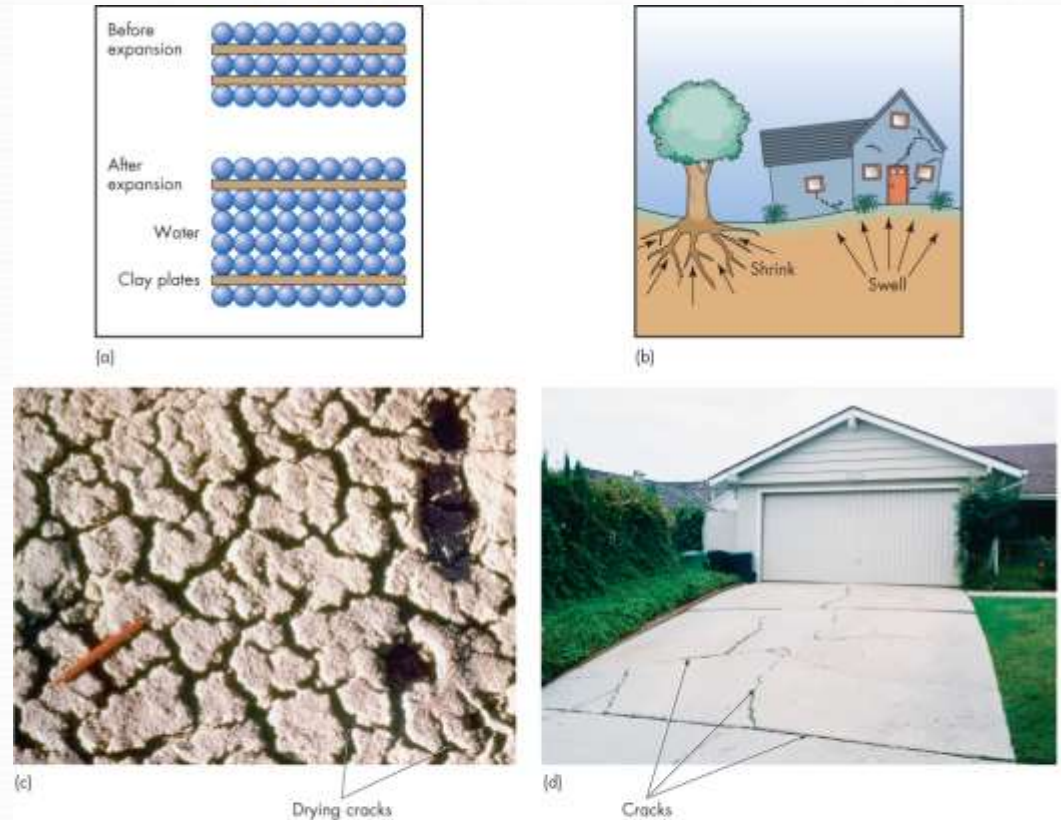 Before
expansion
After
expansion
Water
Clay plates
(a)
Shrink
Swell
(b)
(c)
Drying cracks
(d)
Cracks